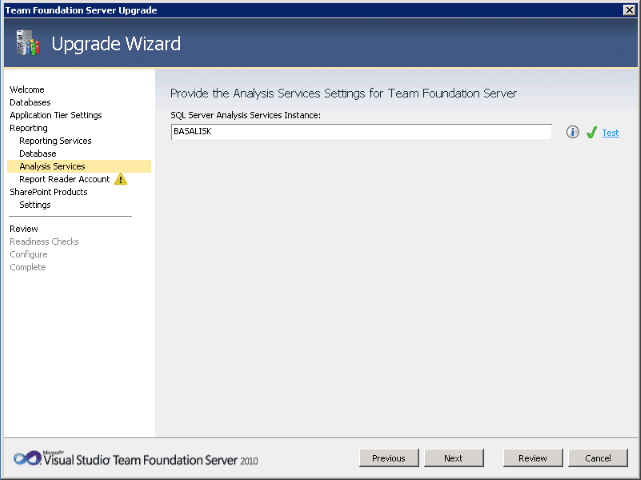 Team Foundation Server Upgrade
Upgrade Wizard
Welcome
Databases
Application Tier Settings
Reporting
Reporting Services
Database
Analysis Services
Report Reader Account
SharePoint Products
Settings
Review
Readiness Checks
Configure
Complete
Provide the Analysis Services Settings for Team Foundation Server
SQL Server Analysis Services Instance:
BASALISK
Test
Microsoft
Visual Studio Team Foundation Server 2010
Previous
Next
Review
Cancel